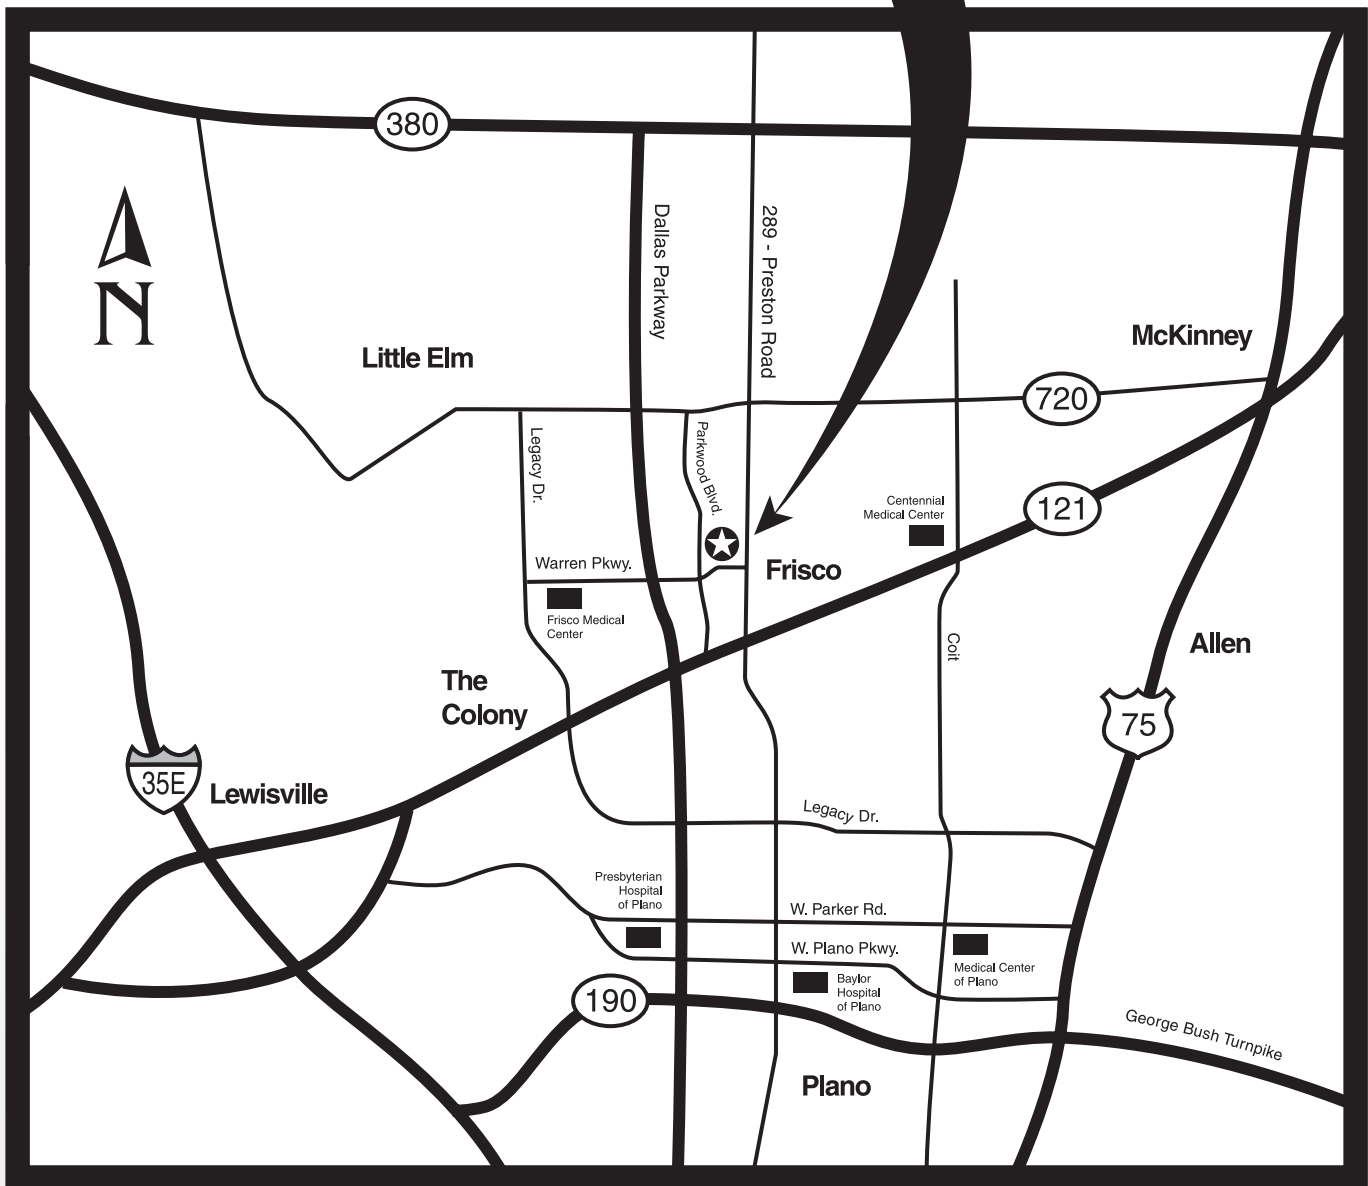 380
Dallas Parkway
289 - Preston Road
N
McKinney
Little Elm
720
Legacy Dr.
Parkwood Blvd.
Centennial
Medical Center
121
Warren Pkwy.
Frisco
Frisco Medical
Center
Coit
Allen
The
Colony
75
35E
Lewisville
Legacy Dr.
Presbyterian
Hospital
of Plano
W. Parker Rd.
W. Plano Pkwy.
Medical Center
of Plano
Baylor
Hospital
of Plano
190
George Bush Turnpike
Plano